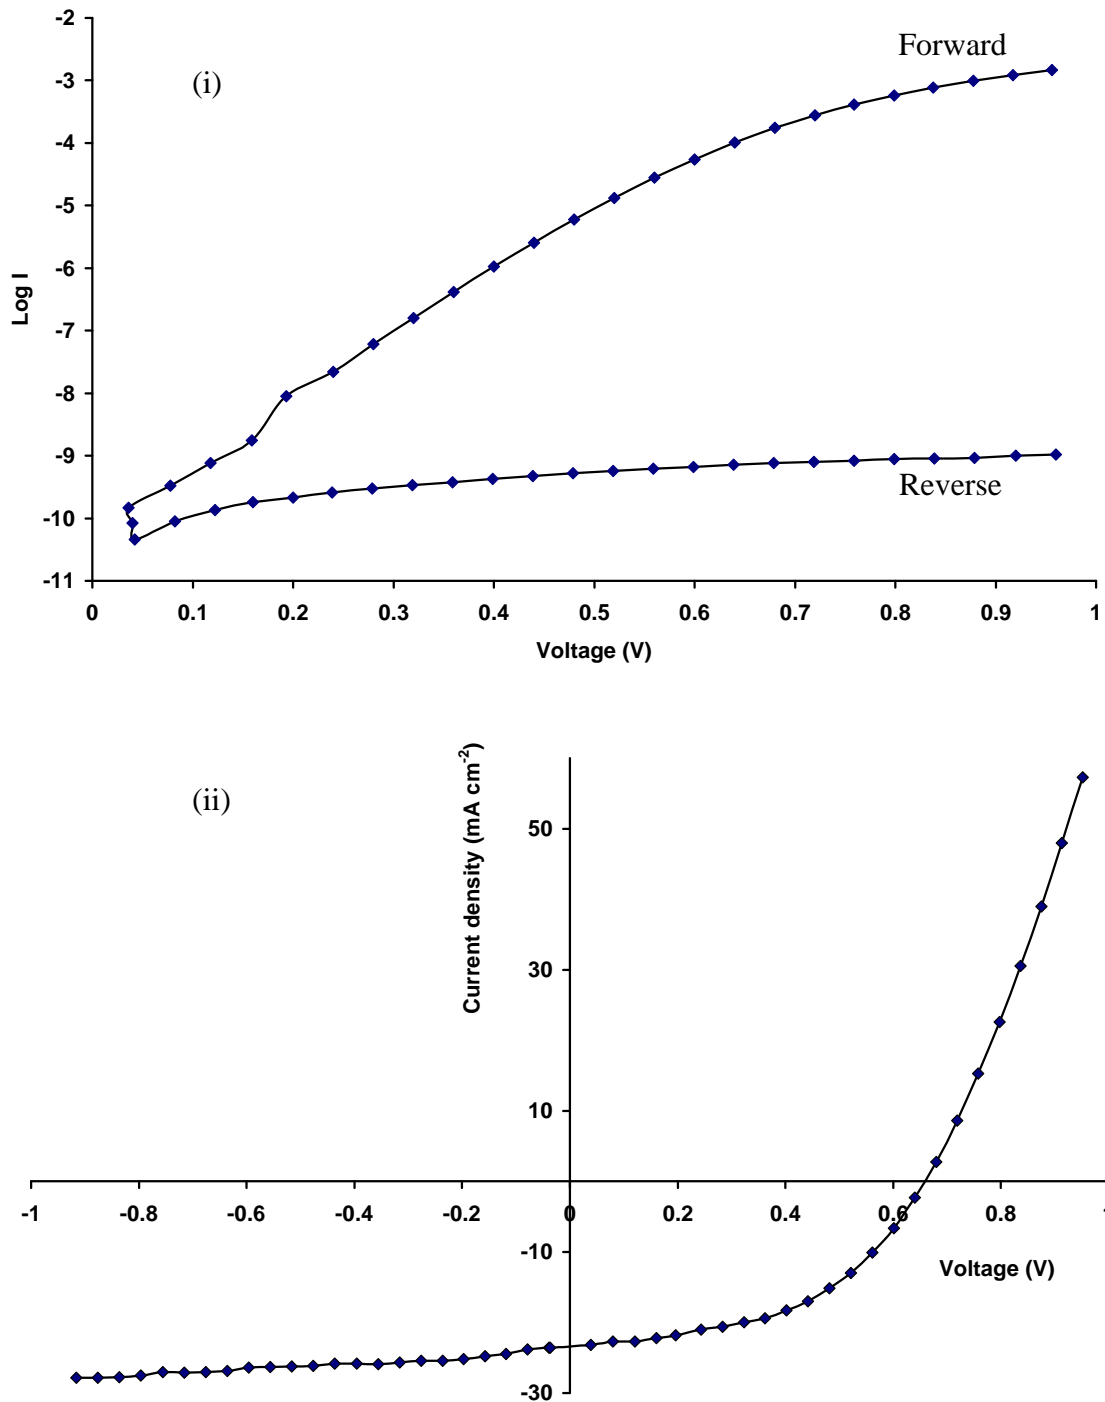 -2
Forward
(i)
-3
-4
-5
-6
Log I
-7
-8
-9
Reverse
-10
-11
0 0.1 0.2 0.3 0.4 0.5 0.6 0.7 0.8 0.9 1
Voltage (V)
(ii)
Current density (mA cm-2)
50
30
10
-1 -0.8 -0.6 -0.4 -0.2 0 0.2 0.4 0.6 0.8 1
-10
Voltage (V)
-30